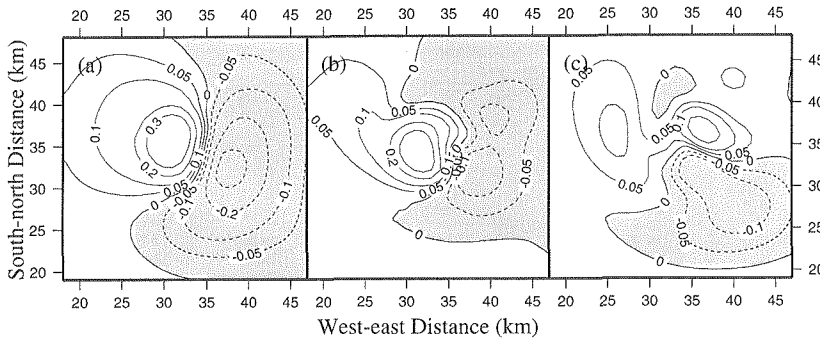 20 25 30 35 40 45 20 25 30 35 40 45 20 25 30 35 40 45
South-north Distance (km)
45 40 35 30 25 20
(a)
0.05 0.1 0.3 0.2 0 -0.05 0.1 0.05 0 -0.05 -0.1 -0.2 -0.1 -0.05
(b)
0 0.05 0.1 0.05 0.2 0.05 0 -0.1 -0.05 0
(c)
0.05 0 0.05 0.1 0.05 0.05 0 -0.05 0 -0.05 -0.1 0
45 40 35 30 25 20
20 25 30 35 40 45 20 25 30 35 40 45 20 25 30 35 40 45
West-east Distance (km)